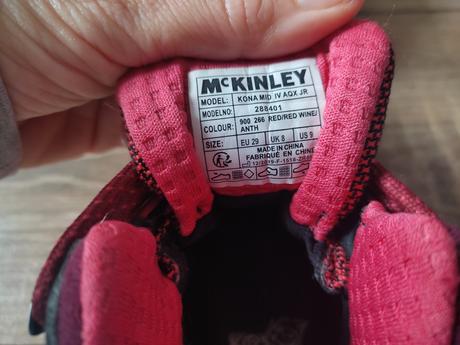 McKINLEY
MODEL: KONA MID IV AQX JR
MODELNO: 288401
COLOUR: 900 266 RED/RED WINE/
ANTH
SIZE: EU 29 UK 8 US 9
MADE IN CHINA
FABRIQUÉ EN CHINE